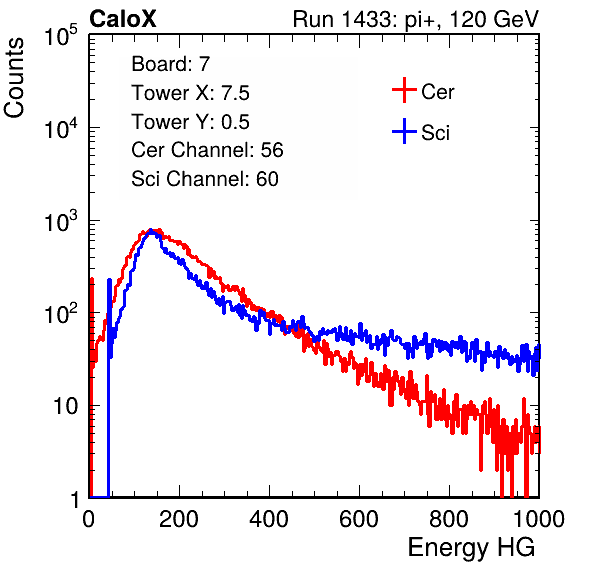 CaloX Run 1433: pi+, 120 GeV
Counts
Board: 7
Tower X: 7.5
Tower Y: 0.5
Cer Channel: 56
Sci Channel: 60
Cer
Sci
10^5
10^4
10^3
10^2
10
1
0 200 400 600 800 1000
Energy HG